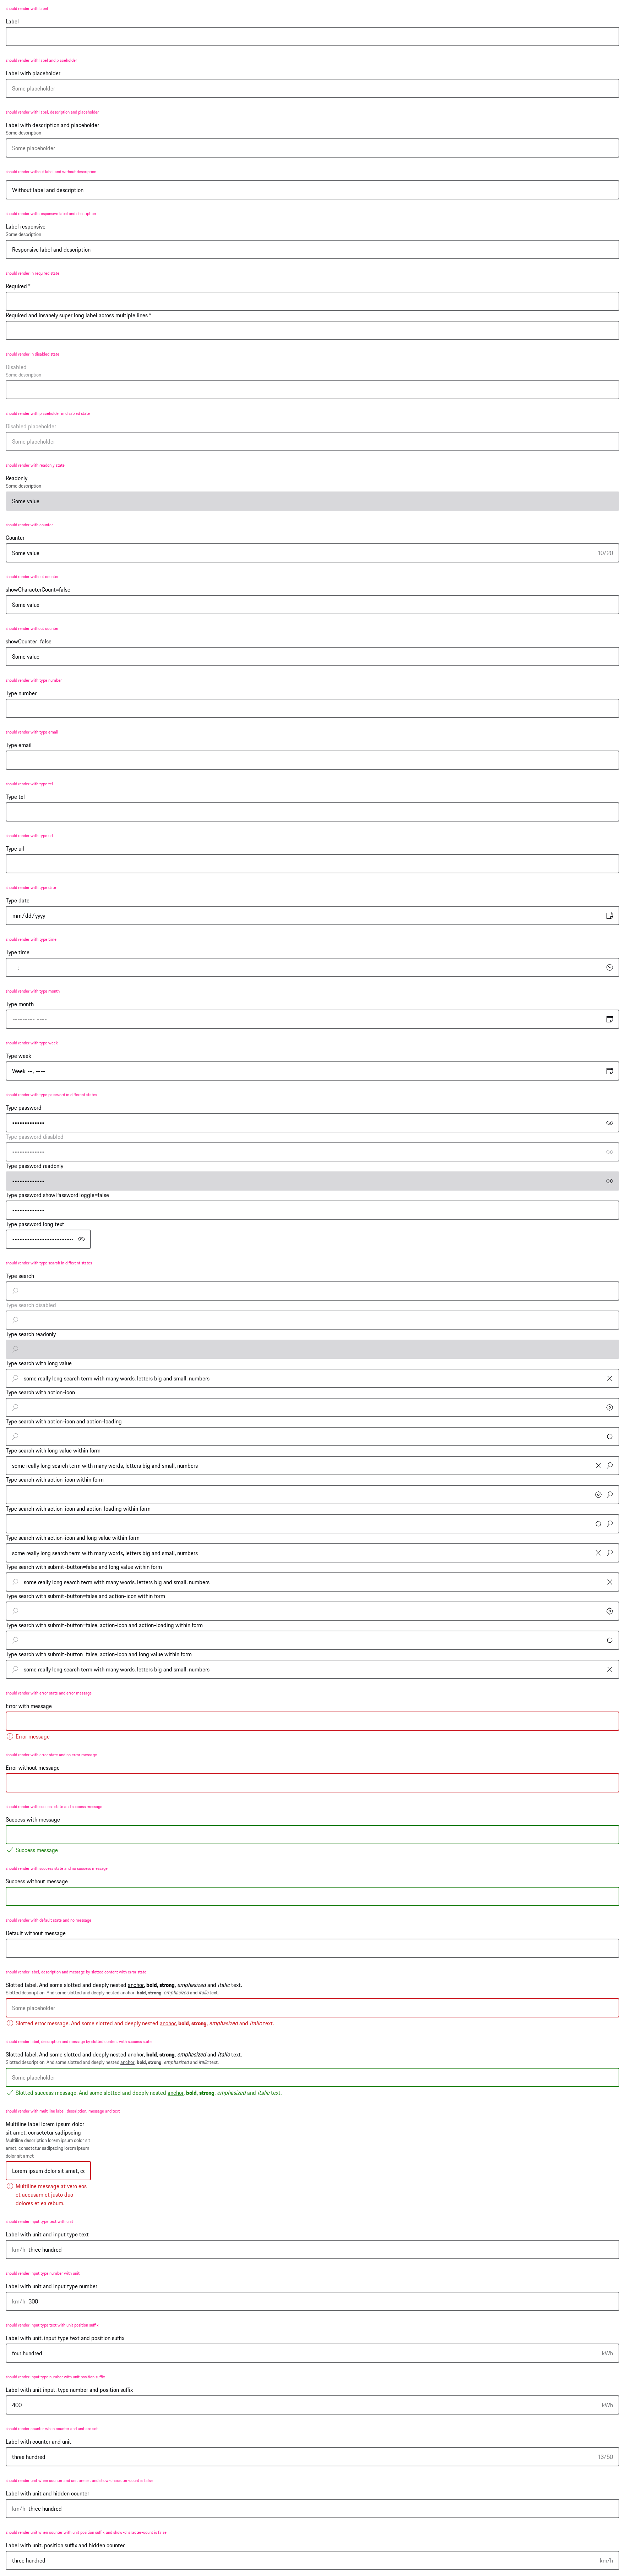 should render with label
Label
should render with label and placeholder
Label with placeholder
Some placeholder
should render with label, description and placeholder
Label with description and placeholder
Some description
Some placeholder
should render without label and without description
Without label and description
should render with responsive label and description
Label responsive
Some description
Responsive label and description
should render in required state
Required *
Required and insanely super long label across multiple lines *
should render in disabled state
Disabled
Some description
should render with placeholder in disabled state
Disabled placeholder
Some placeholder
should render with readonly state
Readonly
Some description
Some value
should render with counter
Counter
Some value 10/20
should render without counter
showCharacterCount=false
Some value
should render without counter
showCounter=false
Some value
should render with type number
Type number
should render with type email
Type email
should render with type tel
Type tel
should render with type url
Type url
should render with type date
Type date
mm/dd/yyyy
should render with type time
Type time
--:-- --
should render with type month
Type month
--------- ----
should render with type week
Type week
Week --, ----
should render with type password in different states
Type password
•••••••••••••
Type password disabled
•••••••••••••
Type password readonly
•••••••••••••
Type password showPasswordToggle=false
•••••••••••••
Type password long text
should render with type search in different states
Type search
Type search disabled
Type search readonly
Type search with long value
some really long search term with many words, letters big and small, numbers
Type search with action-icon
Type search with action-icon and action-loading
Type search with long value within form
some really long search term with many words, letters big and small, numbers
Type search with action-icon within form
Type search with action-icon and action-loading within form
Type search with action-icon and long value within form
some really long search term with many words, letters big and small, numbers
Type search with submit-button=false and long value within form
some really long search term with many words, letters big and small, numbers
Type search with submit-button=false and action-icon within form
Type search with submit-button=false, action-icon and action-loading within form
Type search with submit-button=false, action-icon and long value within form
some really long search term with many words, letters big and small, numbers
should render with error state and error message
Error with message
Error message
should render with error state and no error message
Error without message
should render with success state and success message
Success with message
Success message
should render with success state and no success message
Success without message
should render with default state and no message
Default without message
should render label, description and message by slotted content with error state
Slotted label. And some slotted and deeply nested anchor, bold, strong, emphasized and italic text.
Slotted description. And some slotted and deeply nested anchor, bold, strong, emphasized and italic text.
Some placeholder
Slotted error message. And some slotted and deeply nested anchor, bold, strong, emphasized and italic text.
should render label, description and message by slotted content with success state
Slotted label. And some slotted and deeply nested anchor, bold, strong, emphasized and italic text.
Slotted description. And some slotted and deeply nested anchor, bold, strong, emphasized and italic text.
Some placeholder
Slotted success message. And some slotted and deeply nested anchor, bold, strong, emphasized and italic text.
should render with multiline label, description, message and text
Multiline label lorem ipsum dolor
sit amet, consetetur sadipscing
Multiline description lorem ipsum dolor sit
amet, consetetur sadipscing lorem ipsum
dolor sit amet
Lorem ipsum dolor sit amet, co
Multiline message at vero eos
et accusam et justo duo
dolores et ea rebum.
should render input type text with unit
Label with unit and input type text
km/h three hundred
should render input type number with unit
Label with unit and input type number
km/h 300
should render input type text with unit position suffix
Label with unit, input type text and position suffix
four hundred kWh
should render input type number with unit position suffix
Label with unit input, type number and position suffix
400 kWh
should render counter when counter and unit are set
Label with counter and unit
three hundred 13/50
should render unit when counter and unit are set and show-character-count is false
Label with unit and hidden counter
km/h three hundred
should render unit when counter with unit position suffix and show-character-count is false
Label with unit, position suffix and hidden counter
three hundred km/h